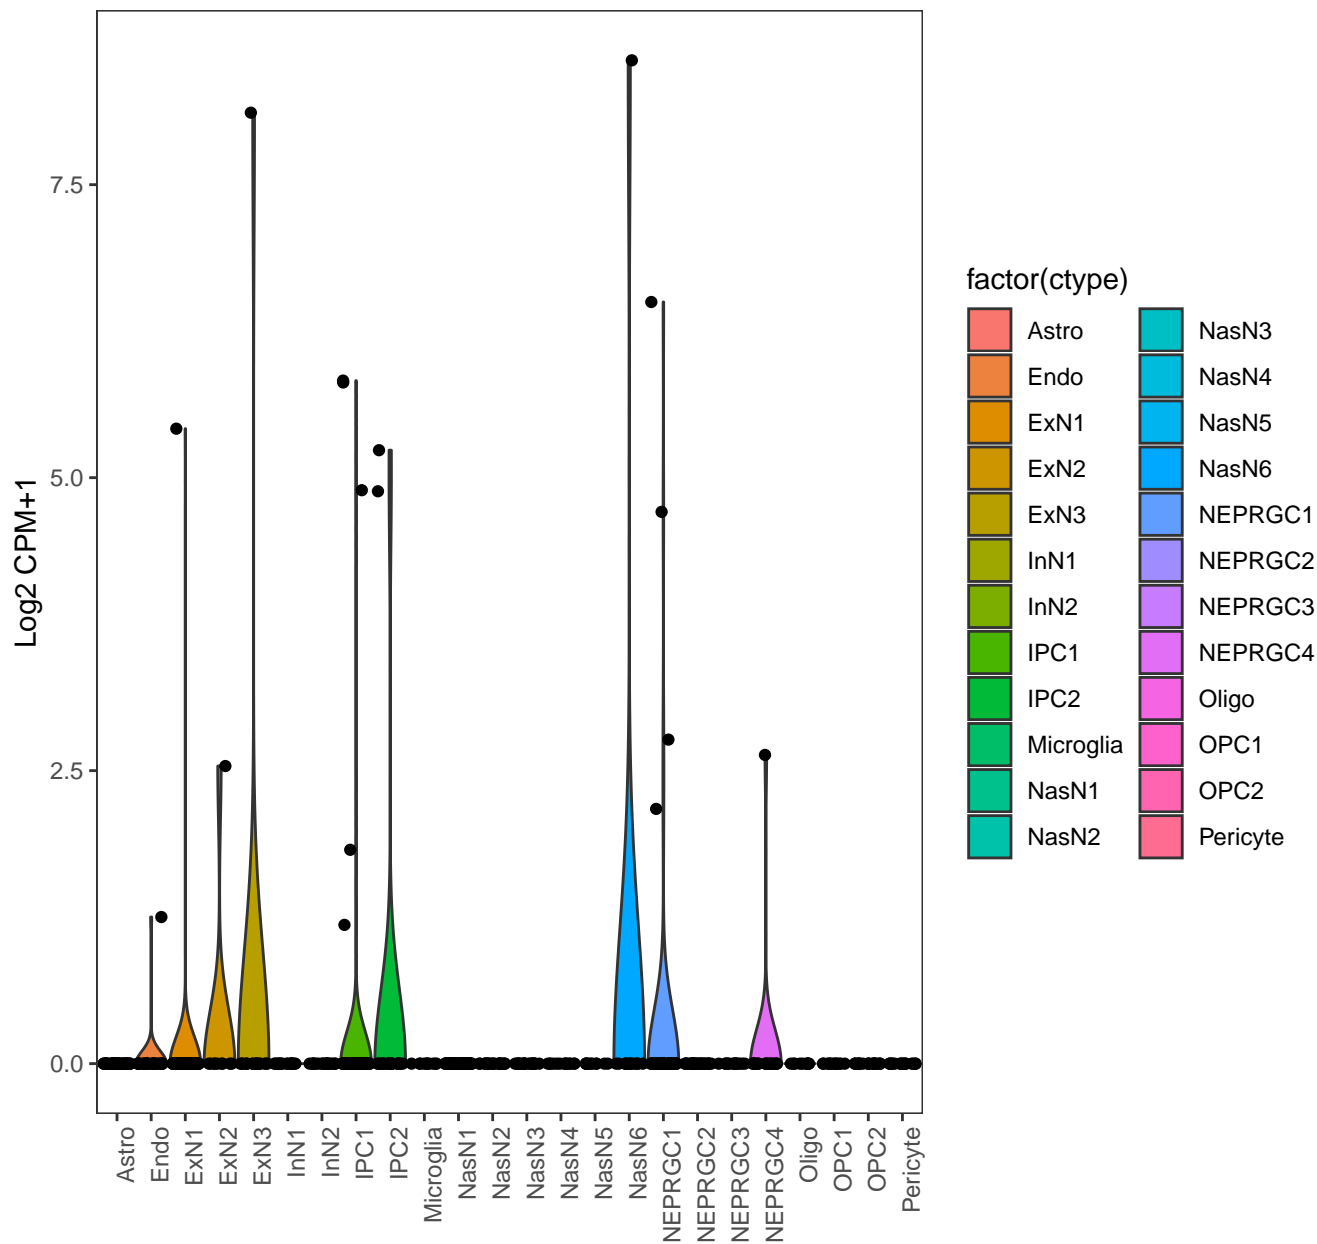 Log2 CPM+1
7.5
5.0
2.5
0.0
Astro
Endo
ExN1
ExN2
ExN3
InN1
InN2
IPC1
IPC2
Microglia
NasN1
NasN2
NasN3
NasN4
NasN5
NasN6
NEPRGC1
NEPRGC2
NEPRGC3
NEPRGC4
Oligo
OPC1
OPC2
Pericyte
factor(ctype)
Astro
Endo
ExN1
ExN2
ExN3
InN1
InN2
IPC1
IPC2
Microglia
NasN1
NasN2
NasN3
NasN4
NasN5
NasN6
NEPRGC1
NEPRGC2
NEPRGC3
NEPRGC4
Oligo
OPC1
OPC2
Pericyte